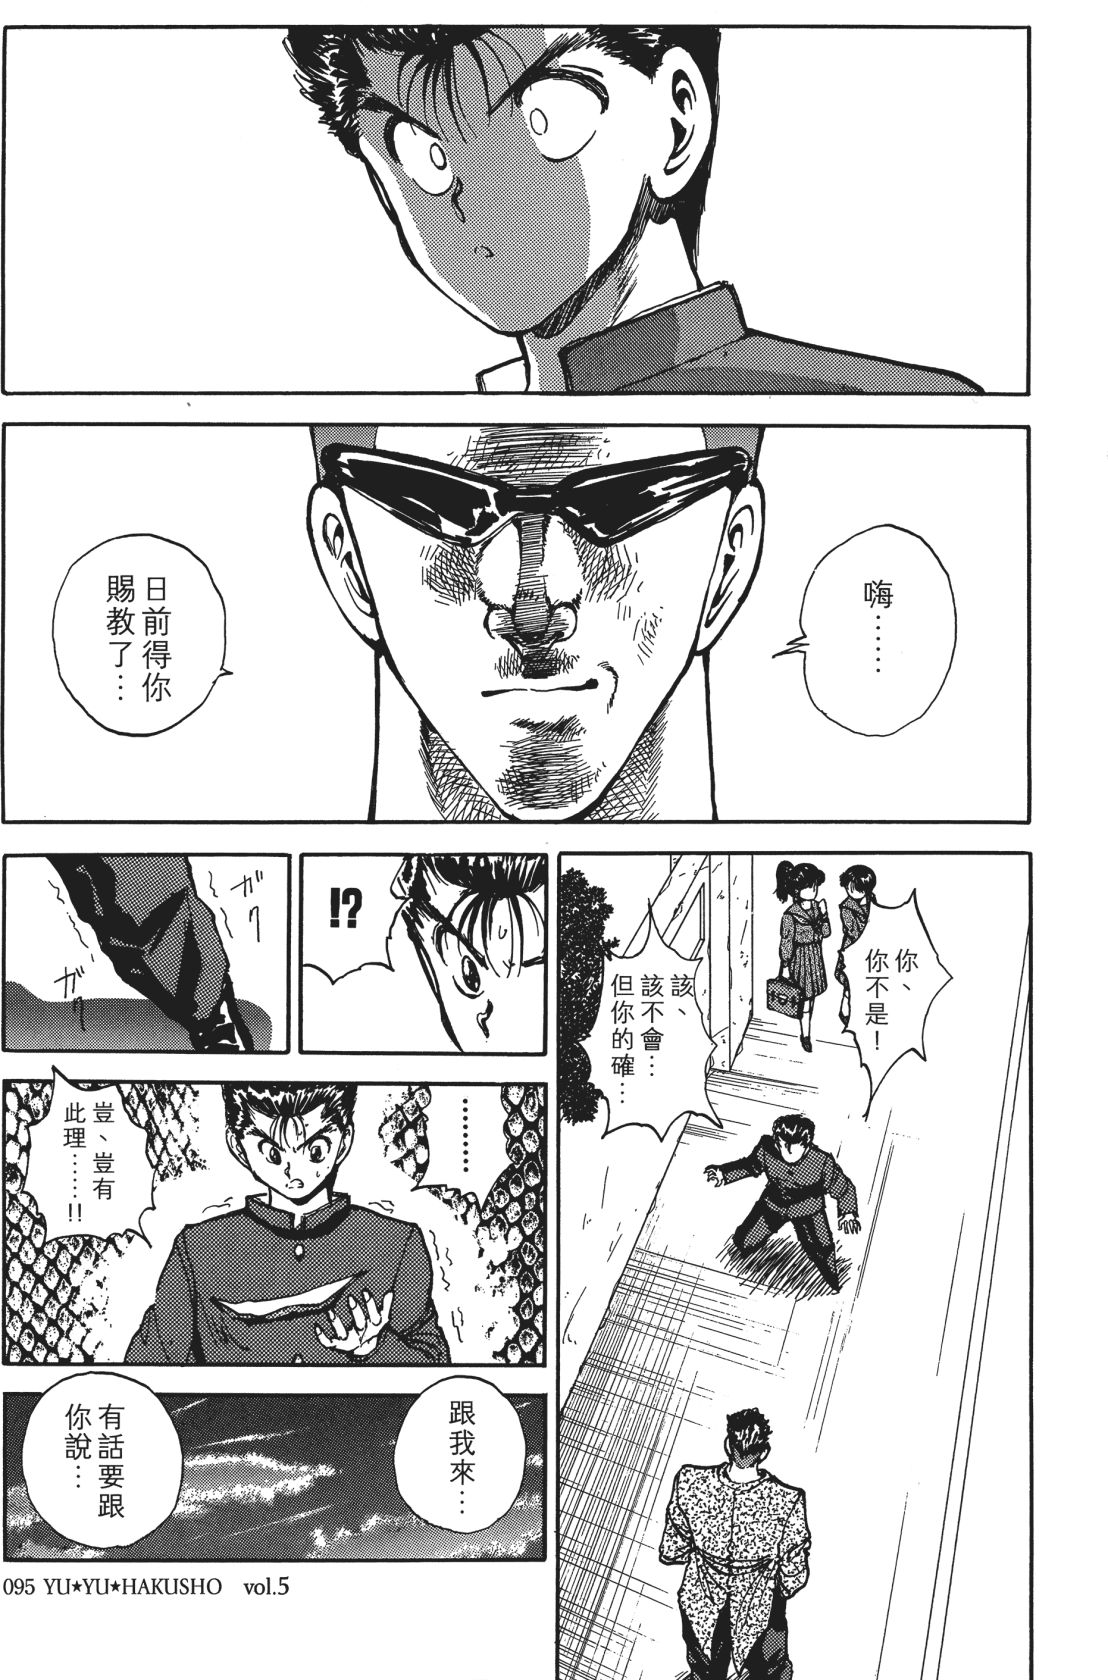 嗨……
日前得你
賜教了…
你、
你不是！
該、
該不會…
但你的確…
!?
ガク
ガク
………
豈、豈有
此理……!!
跟我來…
有話要跟
你說…
095 YU★YU★HAKUSHO vol.5